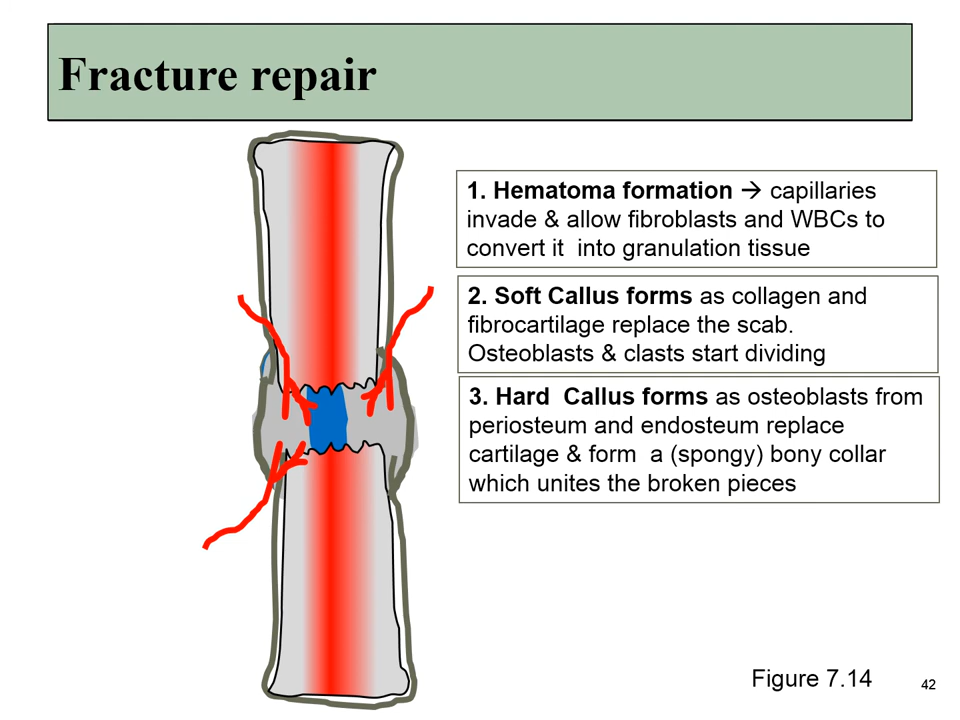 Fracture repair
1. Hematoma formation → capillaries
invade & allow fibroblasts and WBCs to
convert it  into granulation tissue
2. Soft Callus forms as collagen and
fibrocartilage replace the scab.
Osteoblasts & clasts start dividing
3. Hard  Callus forms as osteoblasts from
periosteum and endosteum replace
cartilage & form  a (spongy) bony collar
which unites the broken pieces
Figure 7.14
42